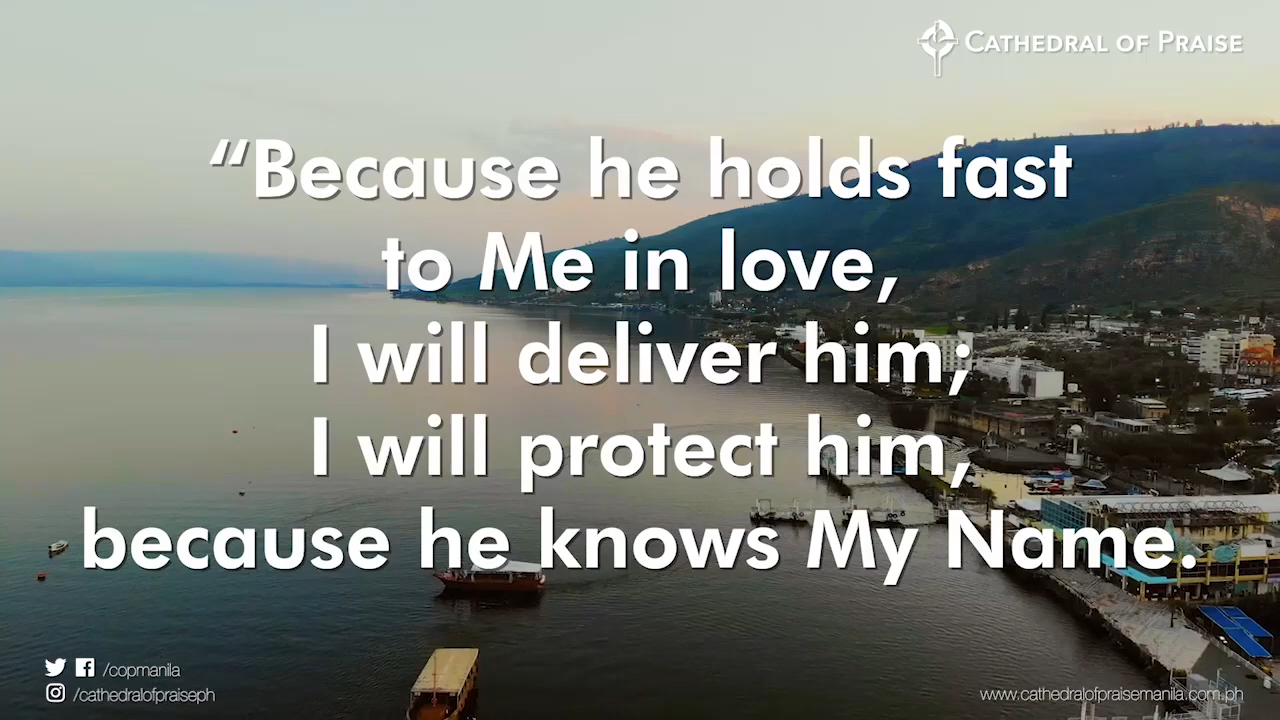 CATHEDRAL OF PRAISE
“Because he holds fast
to Me in love,
I will deliver him;
I will protect him,
because he knows My Name.
/copmanila
/cathedralofpraiseph
www.cathedralofpraisemanila.com.ph